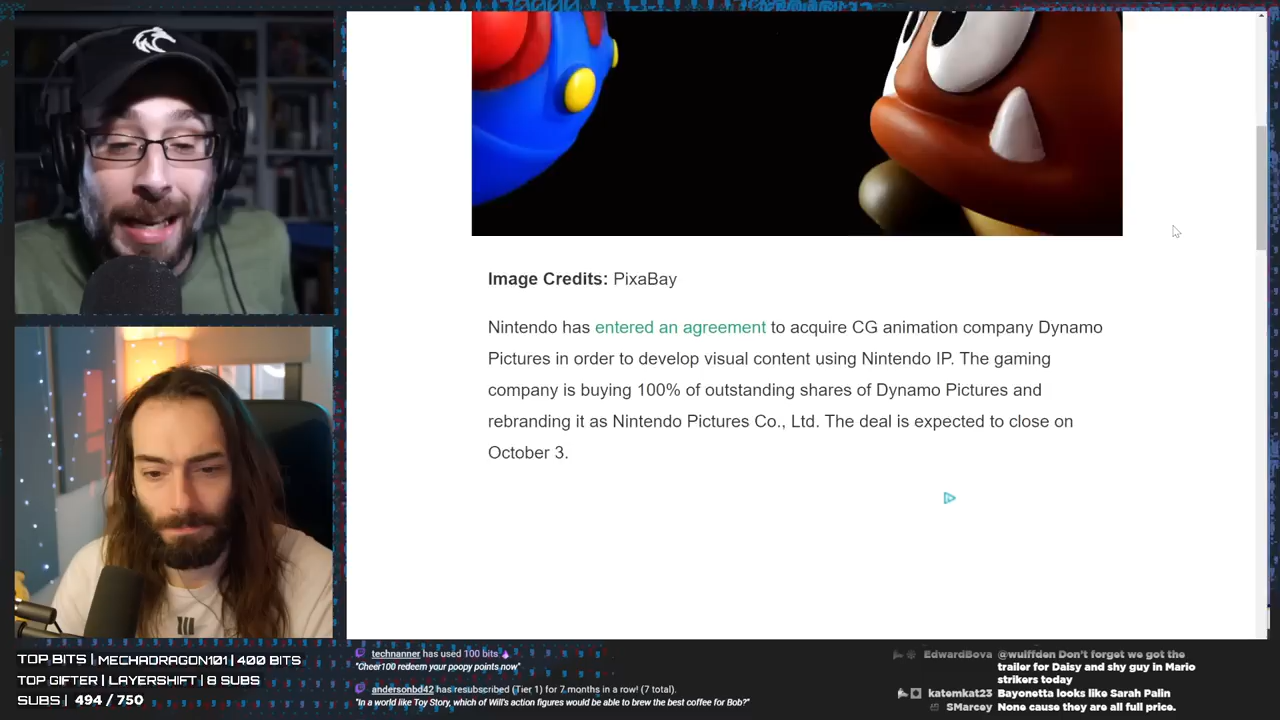 Image Credits: PixaBay
Nintendo has entered an agreement to acquire CG animation company Dynamo
Pictures in order to develop visual content using Nintendo IP. The gaming
company is buying 100% of outstanding shares of Dynamo Pictures and
rebranding it as Nintendo Pictures Co., Ltd. The deal is expected to close on
October 3.
TOP BITS | MECHADRAGON101 | 400 BITS
TOP GIFTER | LAYERSHIFT | 8 SUBS
SUBS | 494 / 750
technanner has used 100 bits
"Cheer100 redeem your poopy points now"
andersonbd42 has resubscribed (Tier 1) for 7 months in a row! (7 total).
"In a world like Toy Story, which of Will's action figures would be able to brew the best coffee for Bob?"
EdwardBova @wulffden Don't forget we got the
trailer for Daisy and shy guy in Mario
strikers today
katemkat23 Bayonetta looks like Sarah Palin
SMarcey None cause they are all full price.